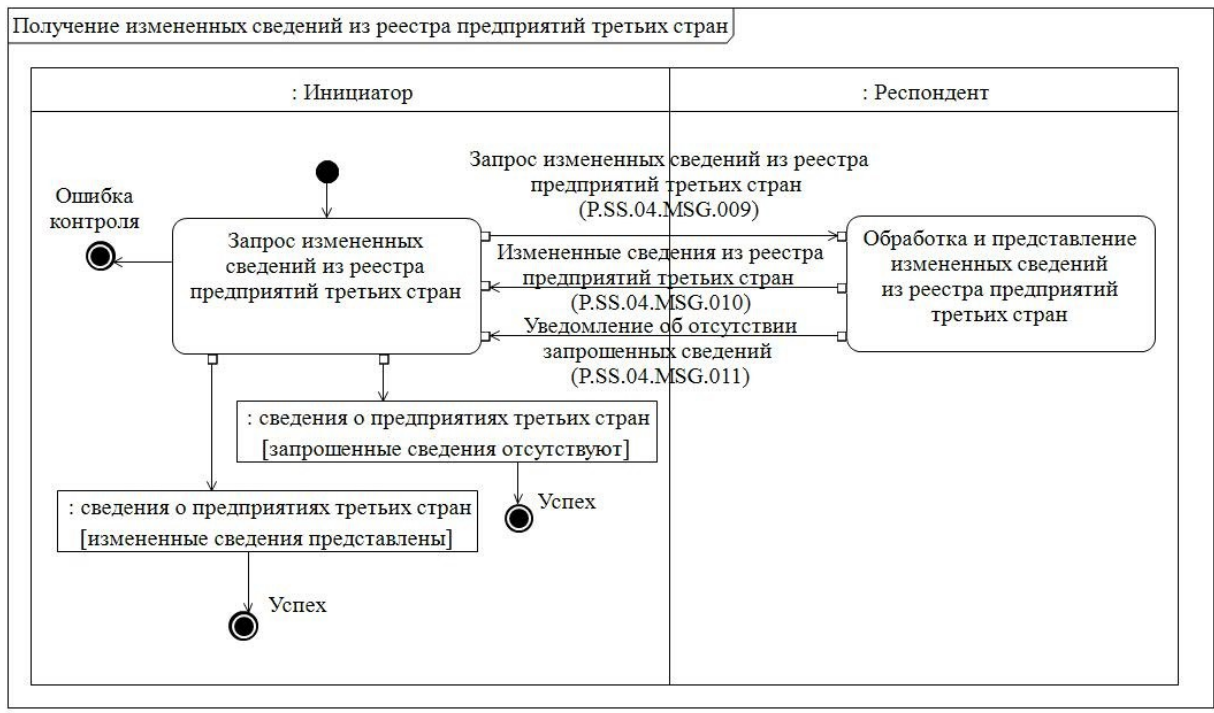 Получение измененных сведений из реестра предприятий третьих стран
: Инициатор
: Респондент
Ошибка
контроля
Запрос измененных
сведений из реестра
предприятий третьих стран
Запрос измененных сведений из реестра
предприятий третьих стран
(P.SS.04.MSG.009)
Измененные сведения из реестра
предприятий третьих стран
(P.SS.04.MSG.010)
Уведомление об отсутствии
запрошенных сведений
(P.SS.04.MSG.011)
Обработка и представление
измененных сведений
из реестра предприятий
третьих стран
: сведения о предприятиях третьих стран
[запрошенные сведения отсутствуют]
Успех
: сведения о предприятиях третьих стран
[измененные сведения представлены]
Успех